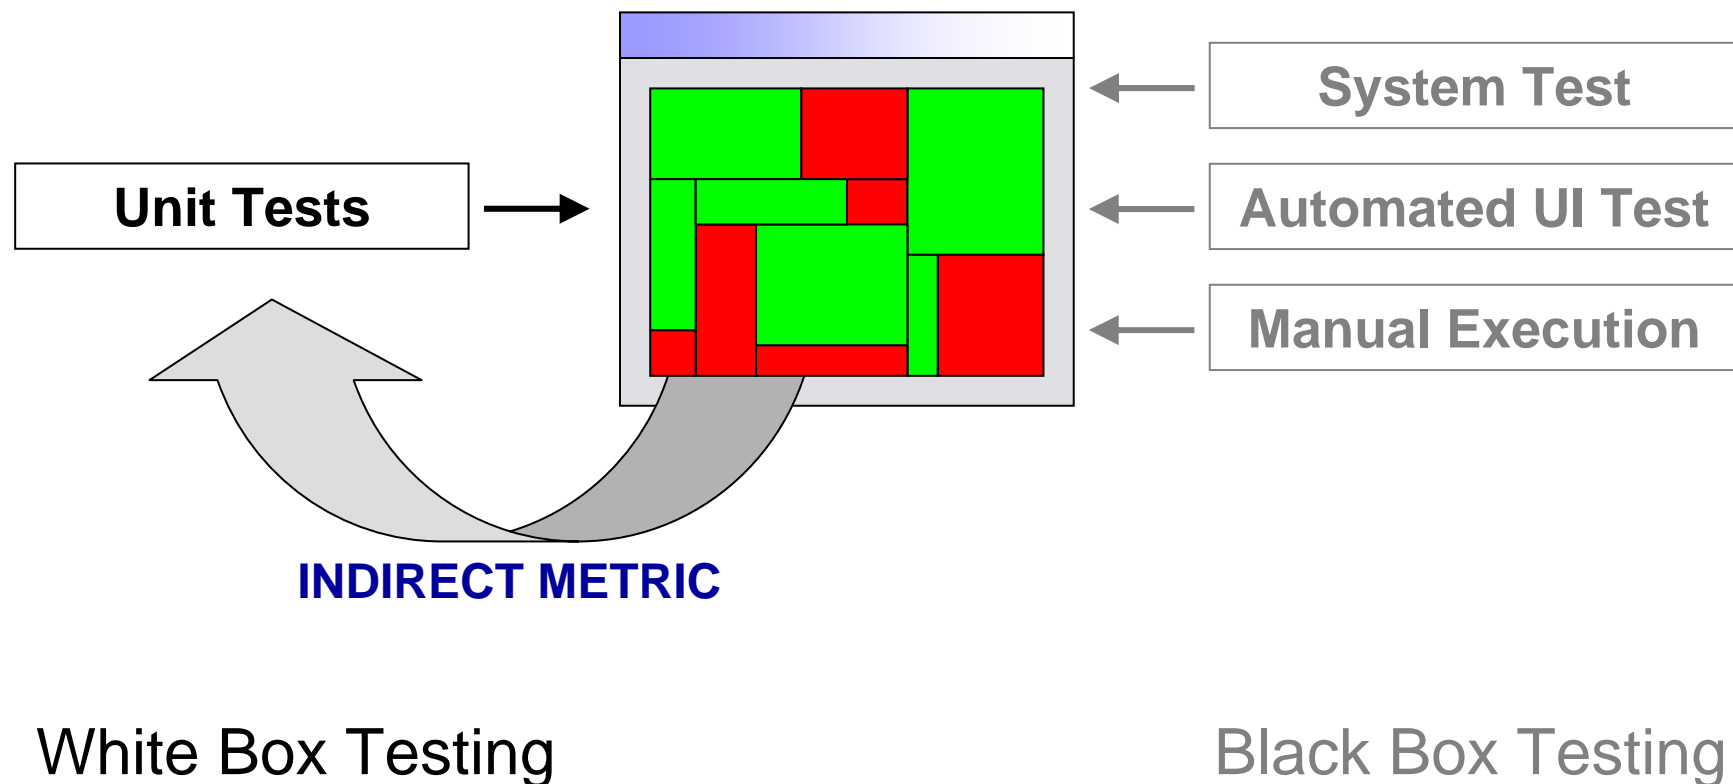 System Test
Unit Tests
Automated UI Test
Manual Execution
INDIRECT METRIC
White Box Testing
Black Box Testing